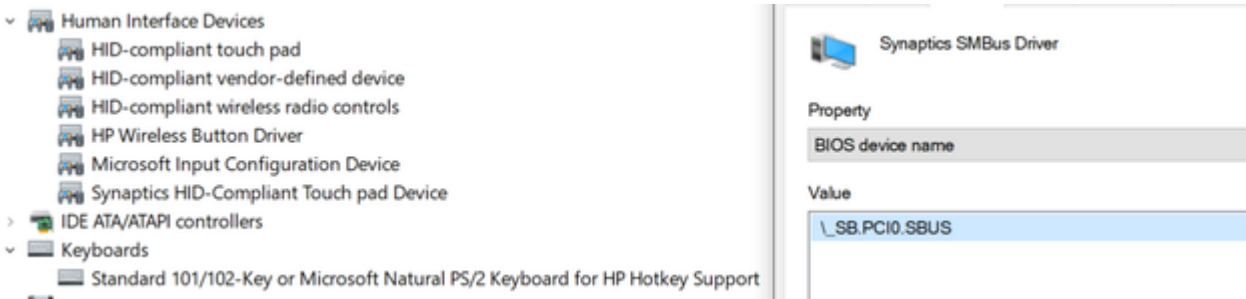 Human Interface Devices
HID-compliant touch pad
HID-compliant vendor-defined device
HID-compliant wireless radio controls
HP Wireless Button Driver
Microsoft Input Configuration Device
Synaptics HID-Compliant Touch pad Device
IDE ATA/ATAPI controllers
Keyboards
Standard 101/102-Key or Microsoft Natural PS/2 Keyboard for HP Hotkey Support
Synaptics SMBus Driver
Property
BIOS device name
Value
\_SB.PCI0.SBUS